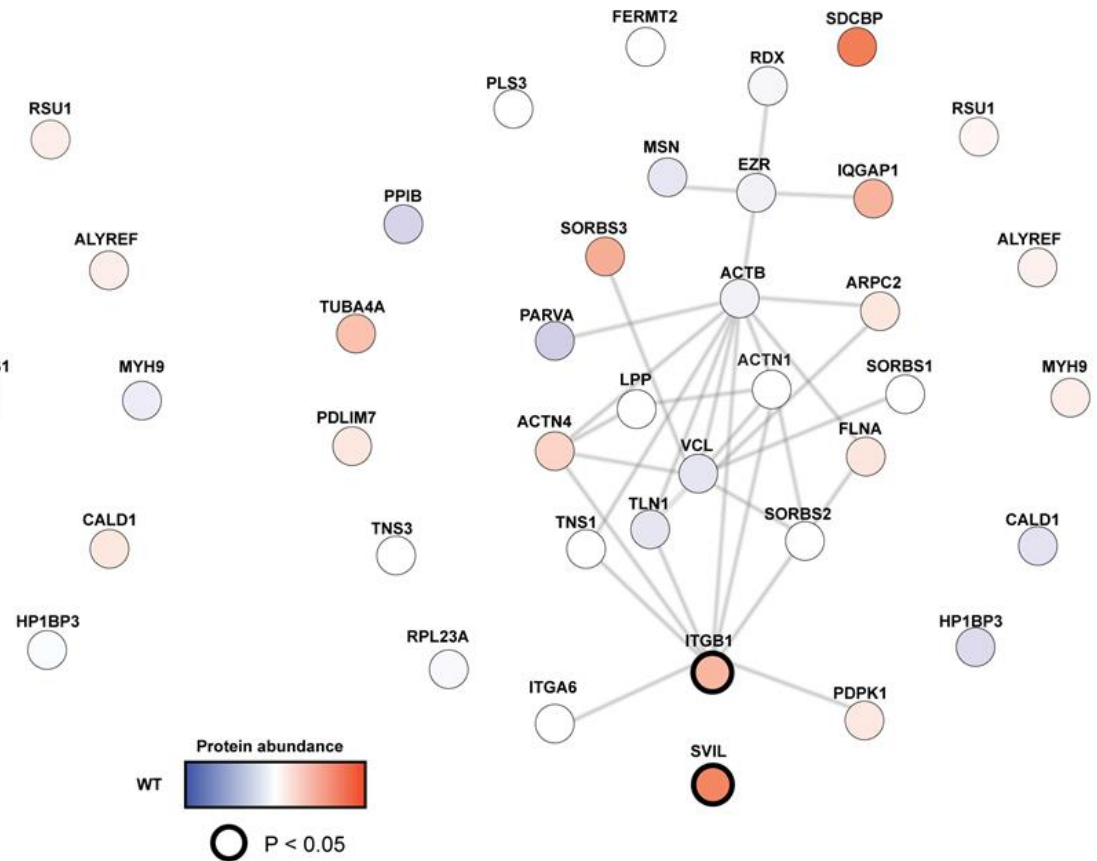 FERMT2
SDCBP
RDX
PLS3
RSU1
RSU1
MSN
EZR
IQGAP1
PPIB
SORBS3
ALYREF
ALYREF
ACTB
ARPC2
TUBA4A
PARVA
MYH9
ACTN1
SORBS1
MYH9
LPP
PDLIM7
ACTN4
FLNA
VCL
TLN1
SORBS2
CALD1
TNS3
TNS1
CALD1
HP1BP3
RPL23A
ITGB1
HP1BP3
ITGA6
PDPK1
Protein abundance
SVIL
WT
P < 0.05